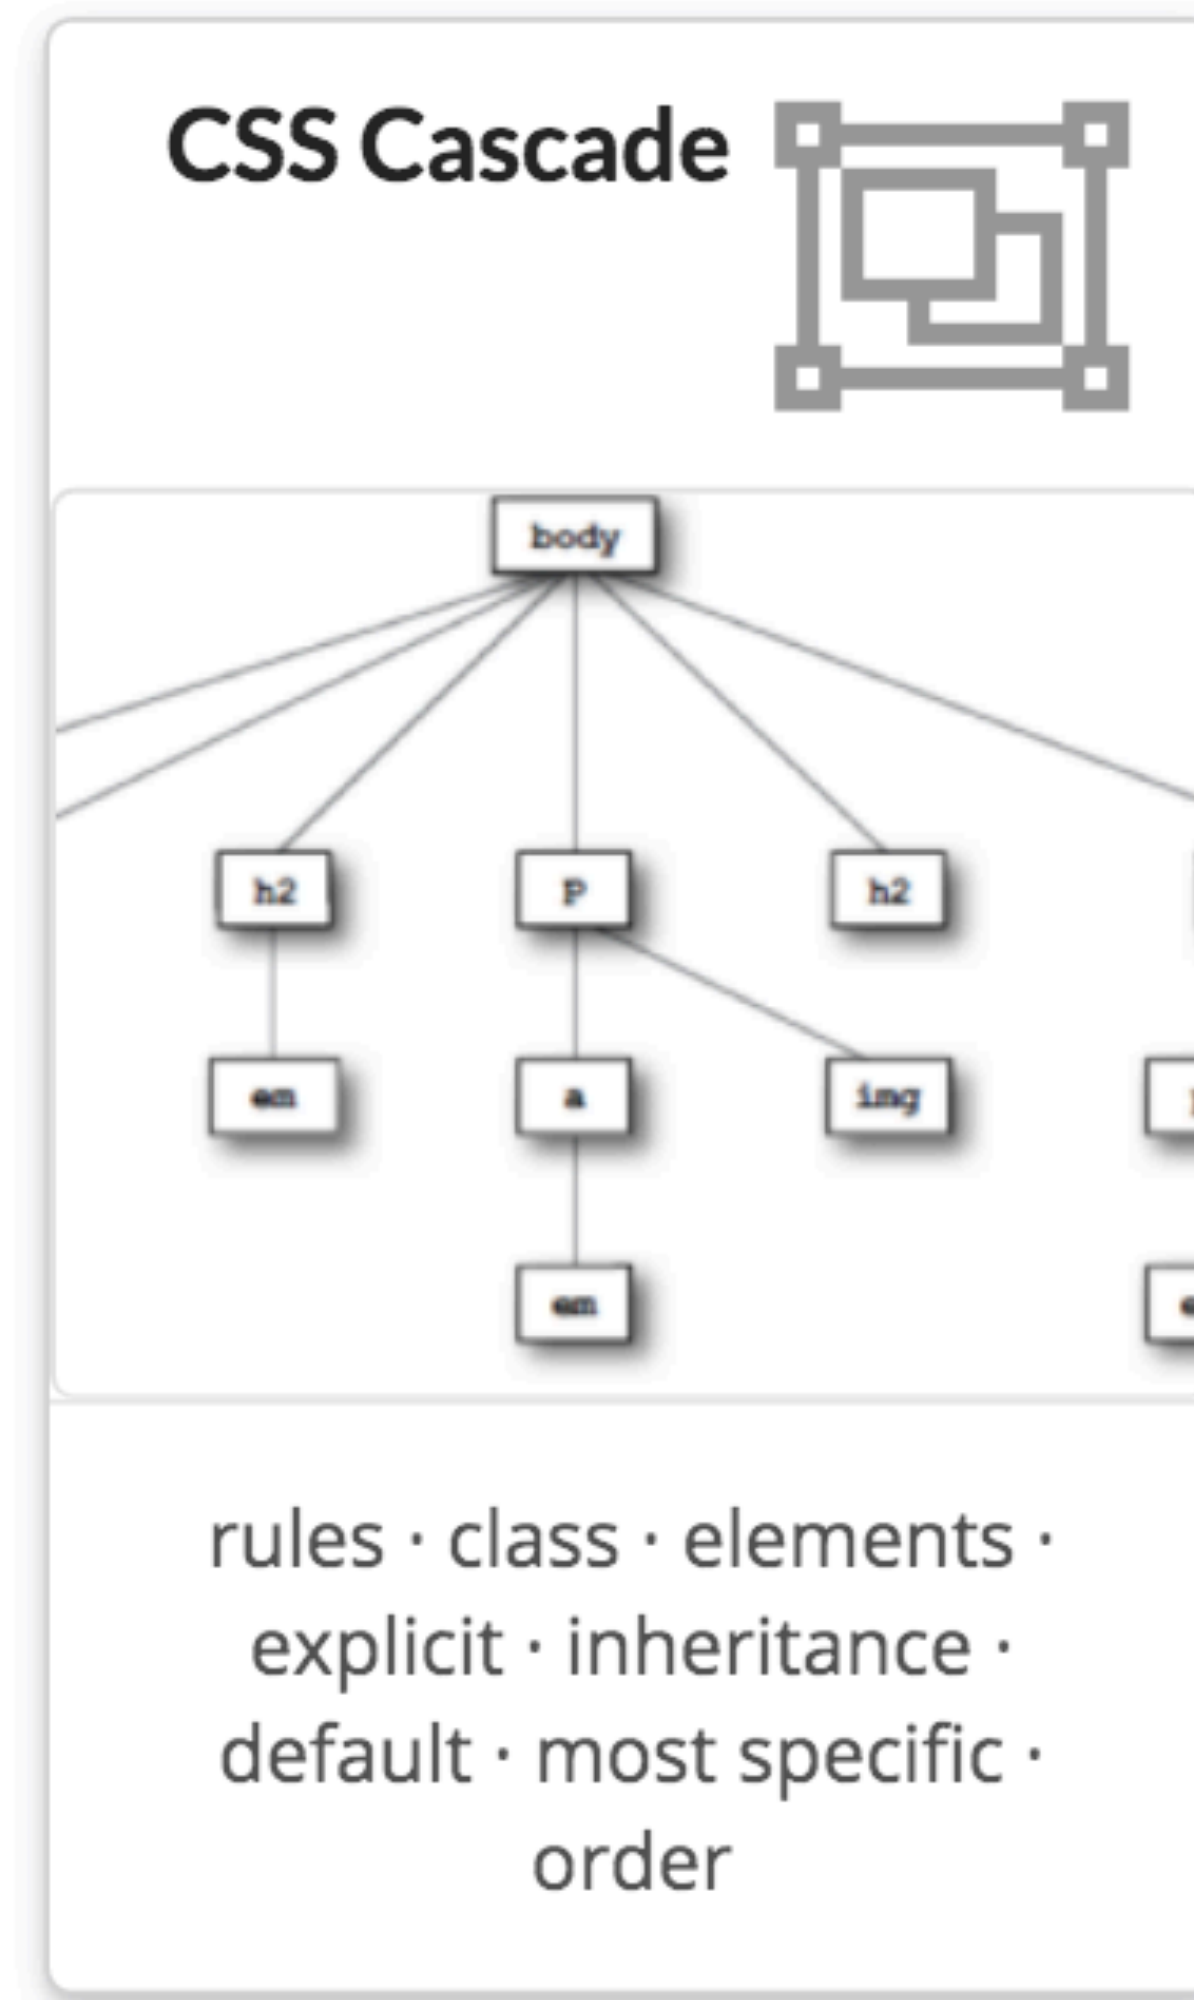 CSS Cascade
body
h2 P h2
em a img
em
rules · class · elements ·
explicit · inheritance ·
default · most specific ·
order